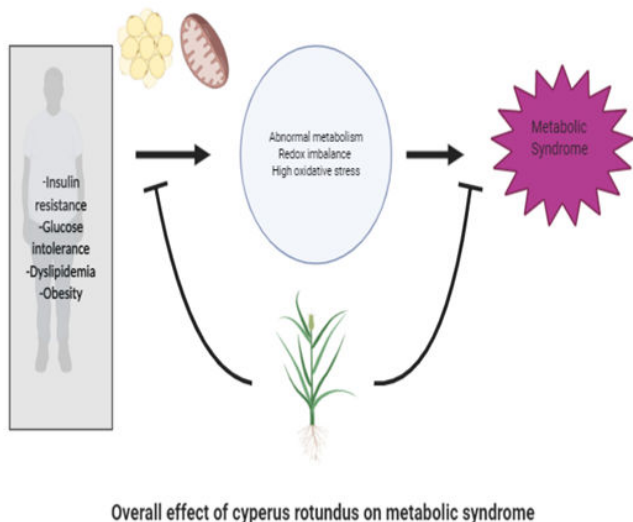 -Insulin
resistance
-Glucose
intolerance
-Dyslipidemia
-Obesity
Abnormal metabolism
Redox imbalance
High oxidative stress
Metabolic
Syndrome
Overall effect of cyperus rotundus on metabolic syndrome